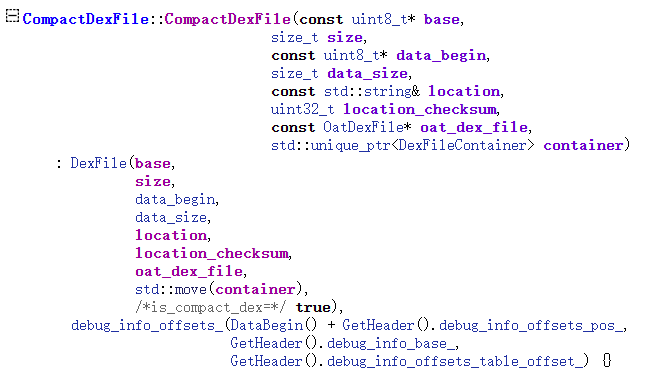 CompactDexFile::CompactDexFile(const uint8_t* base,
size_t size,
const uint8_t* data_begin,
size_t data_size,
const std::string& location,
uint32_t location_checksum,
const OatDexFile* oat_dex_file,
std::unique_ptr<DexFileContainer> container)
: DexFile(base,
size,
data_begin,
data_size,
location,
location_checksum,
oat_dex_file,
std::move(container),
/*is_compact_dex=*/ true),
debug_info_offsets_(DataBegin() + GetHeader().debug_info_offsets_pos_,
GetHeader().debug_info_base_,
GetHeader().debug_info_offsets_table_offset_) {}